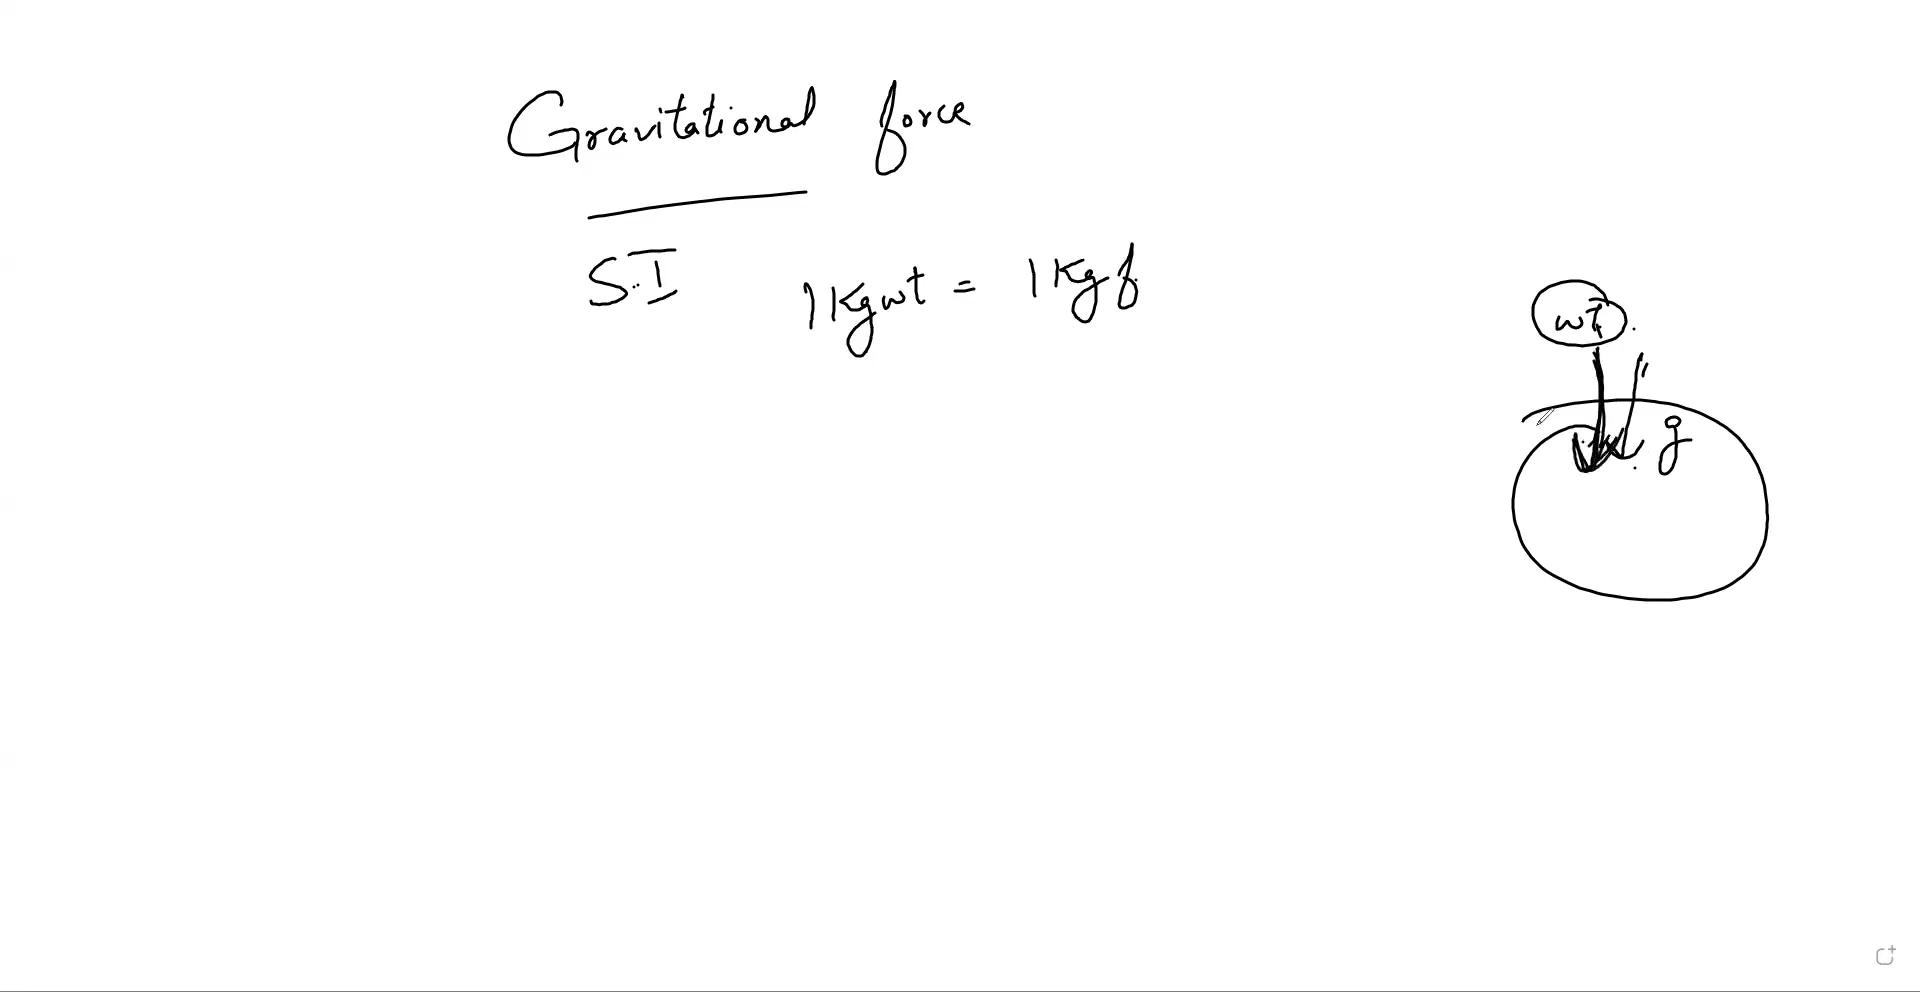 Gravitational force
S.I 1 Kgwt = 1 Kgf
wt.
g